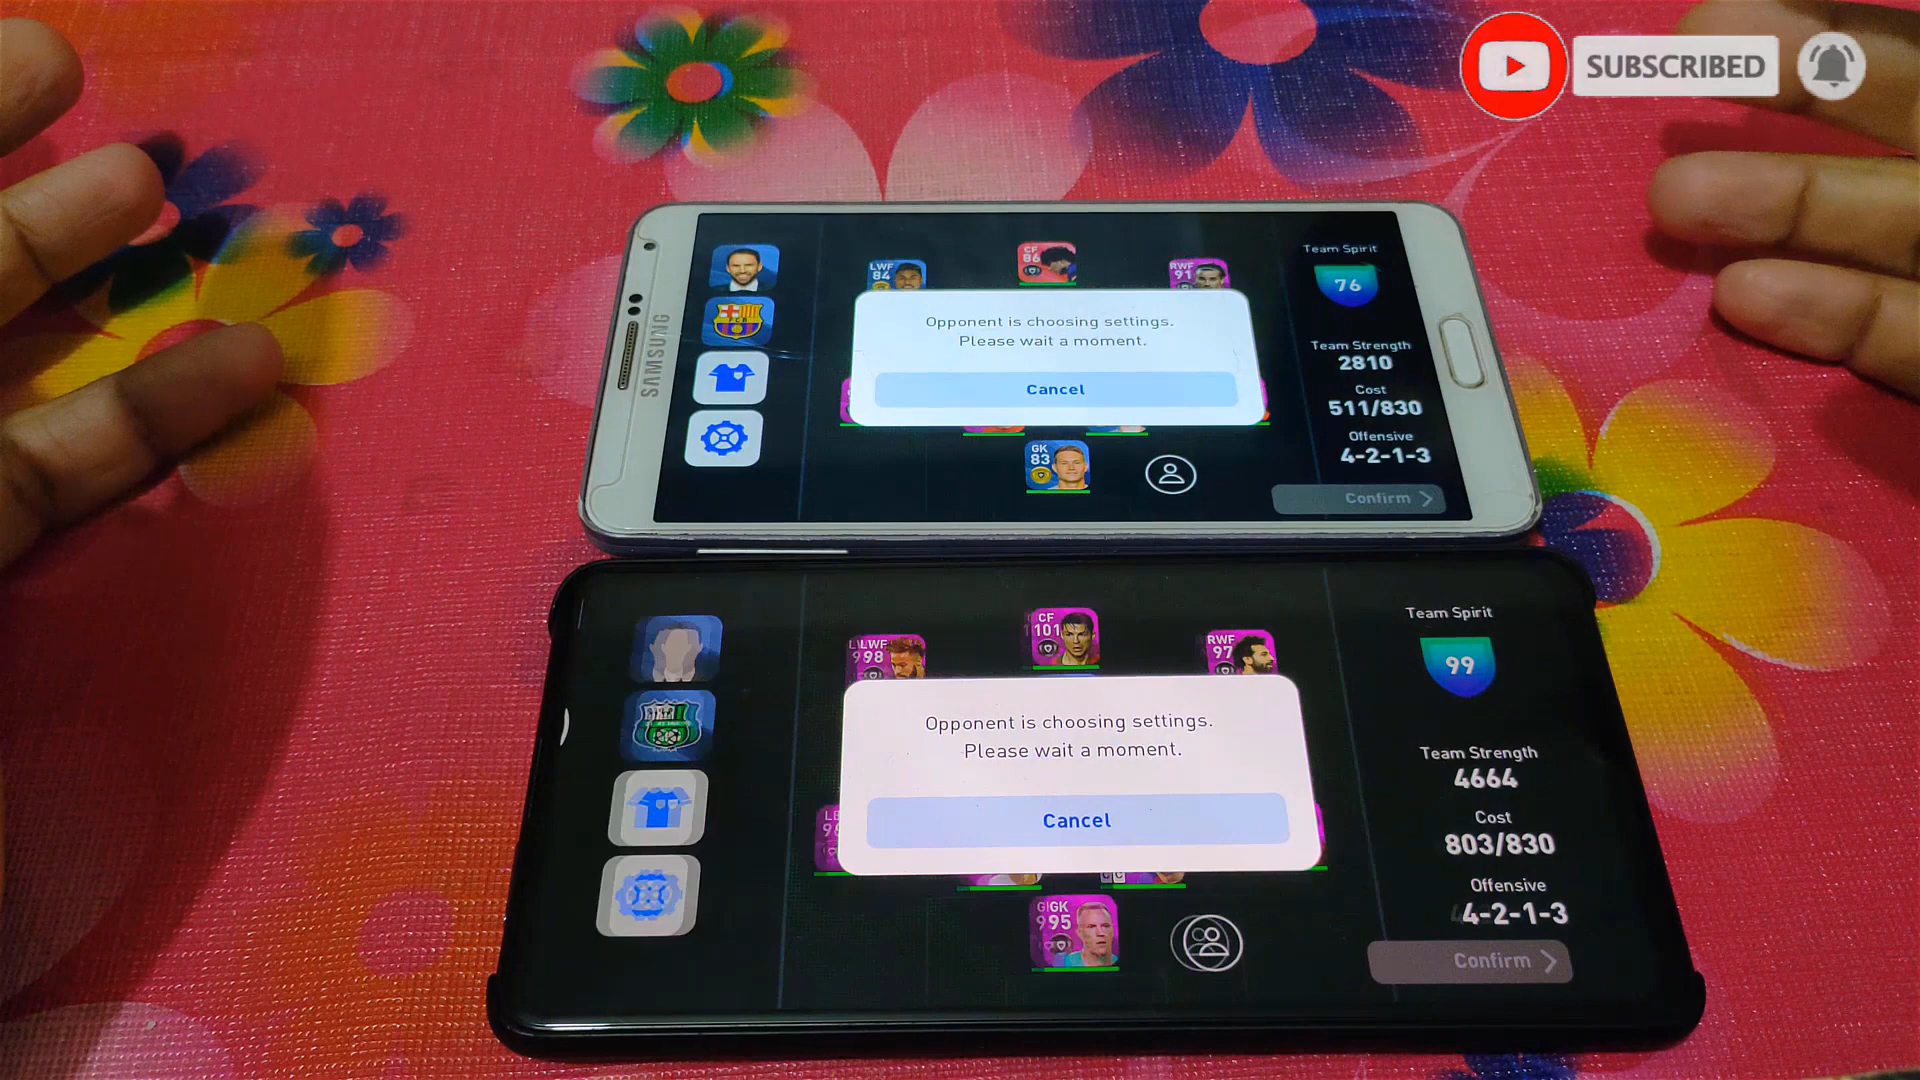 SUBSCRIBED
SAMSUNG
LWF
84
CF
86
RWF
91
Team Spirit
76
Opponent is choosing settings.
Please wait a moment.
Cancel
Team Strength
2810
Cost
511/830
Offensive
4-2-1-3
GK
83
Confirm
LWF
98
CF
101
RWF
97
Team Spirit
99
Opponent is choosing settings.
Please wait a moment.
Cancel
Team Strength
4664
Cost
803/830
Offensive
4-2-1-3
GK
95
Confirm